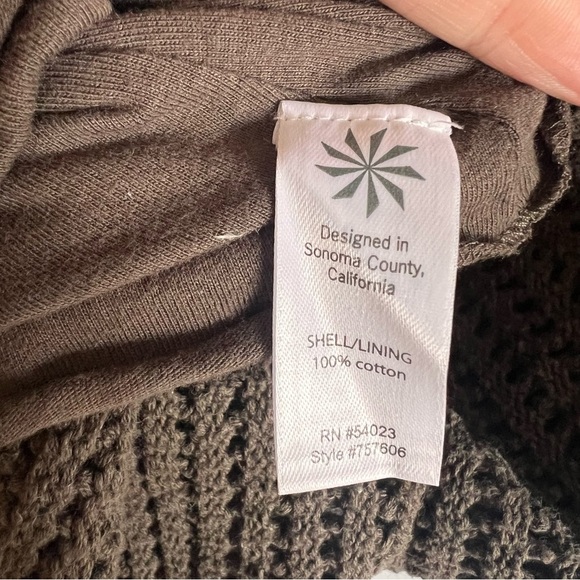 Designed in
Sonoma County,
California
SHELL/LINING
100% cotton
RN #54023
Style #757606